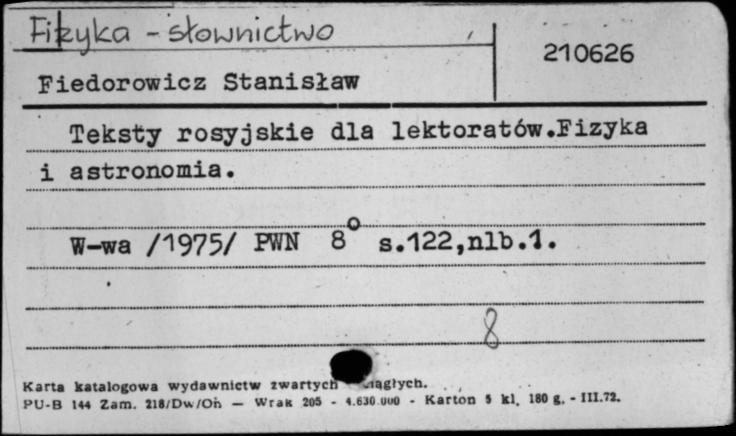 Fizyka - słownictwo
210626
Fiedorowicz Stanisław
Teksty rosyjskie dla lektoratów.Fizyka
i astronomia.
W-wa /1975/ PWN 8° s.122,nlb.1.
8
Karta katalogowa wydawnictw zwartych
PU-B 144 Zam. 218/Dw/Oń — Wrak 205 - 4.630.000 - Karton 5 kl. 180 g. - III.72.